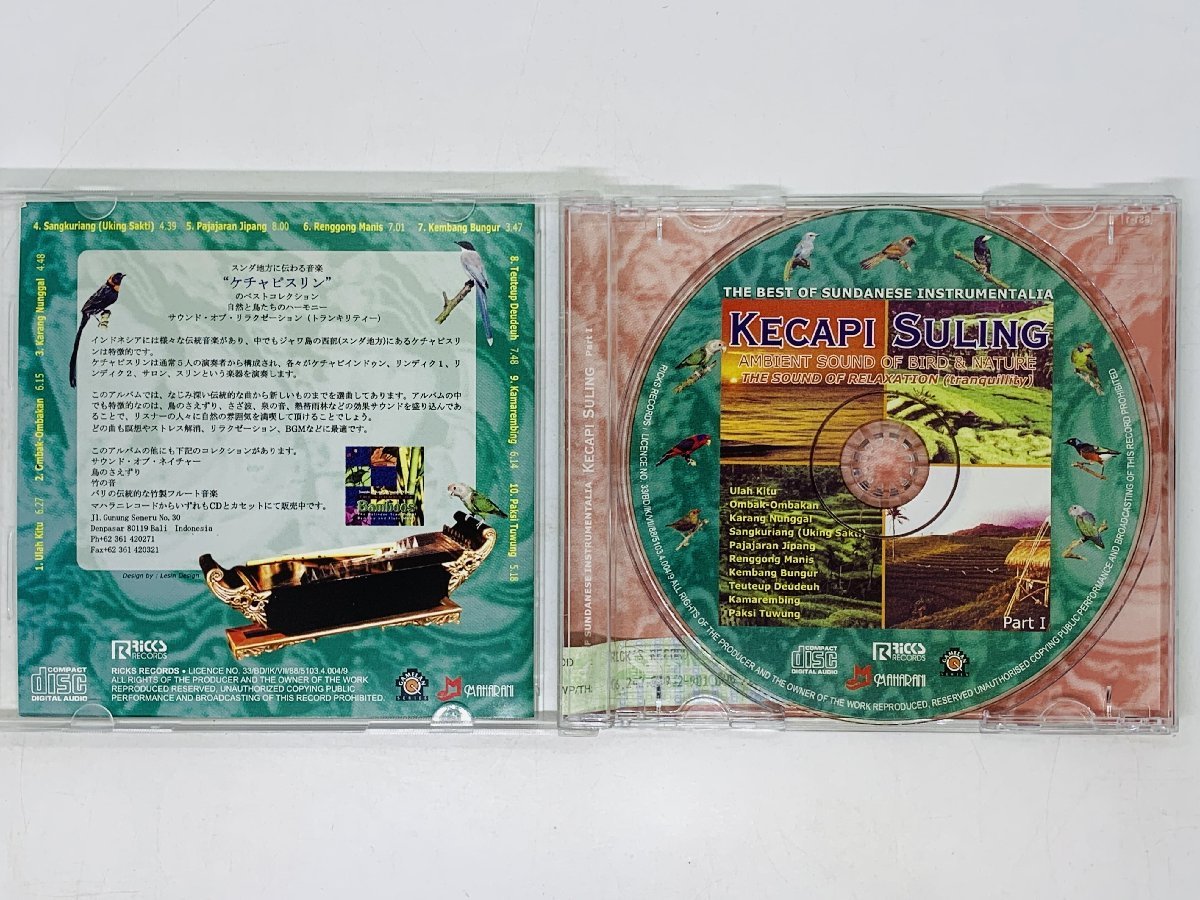 4. Sangkuriang (Uking Sakti) 4.39 5. Pajajaran Jipang 8.00 6. Renggong Manis 7.01 7. Kembang Bungur 3.47
1. Ulah Kitu 6.27 2. Ombak-Ombakan 6.15 3. Karang Nunggal 4.48
8. Teuteup Deudeuh 7.48 9. Kamarembing 6.14 10. Paksi Tuwung 5.18
スンダ地方に伝わる音楽
“ケチャピスリン”
のベストコレクション
自然と鳥たちのハーモニー
サウンド・オブ・リラクゼーション (トランキリティー)
インドネシアには様々な伝統音楽があり、中でもジャワ島の西部(スンダ地方)にあるケチャピスリ
ンは特徴的です。
ケチャピスリンは通常5人の演奏者から構成され、各々がケチャピインドゥン、リンディク1、リ
ンディク2、サロン、スリンという楽器を演奏します。
このアルバムでは、なじみ深い伝統的な曲から新しいものまでを選曲してあります。アルバムの中
でも特徴的なのは、鳥のさえずり、さざ波、泉の音、熱帯雨林などの効果サウンドを盛り込んであ
ることで、リスナーの人々に自然の雰囲気を満喫して頂けることでしょう。
どの曲も瞑想やストレス解消、リラクゼーション、BGMなどに最適です。
このアルバムの他にも下記のコレクションがあります。
サウンド・オブ・ネイチャー
鳥のさえずり
竹の音
バリの伝統的な竹製フルート音楽
マハラニレコードからいずれもCDとカセットにて販売中です。
Jl. Gunung Semeru No. 30
Denpasar 80119 Bali Indonesia
Ph+62 361 420271
Fax+62 361 420321
Bamboos
Design by : Lesin Design
RICKS
RECORDS
COMPACT
disc
DIGITAL AUDIO
RICKS RECORDS • LICENCE NO. 33/BD/IK/VII/88/5103.4.004/9
ALL RIGHTS OF THE PRODUCER AND THE OWNER OF THE WORK
REPRODUCED RESERVED, UNAUTHORIZED COPYING PUBLIC
PERFORMANCE AND BROADCASTING OF THIS RECORD PROHIBITED.
GAMELAN
SERIES
MAHARANI
SUNDANESE INSTRUMENTALIA KECAPI SULING Part I
THE BEST OF SUNDANESE INSTRUMENTALIA
KECAPI SULING
AMBIENT SOUND OF BIRD & NATURE
THE SOUND OF RELAXATION (tranquillity)
Ulah Kitu
Ombak-Ombakan
Karang Nunggal
Sangkuriang (Uking Sakti)
Pajajaran Jipang
Renggong Manis
Kembang Bungur
Teuteup Deudeuh
Kamarembing
Paksi Tuwung
Part I
RICKS RECORDS LICENCE NO. 33/BD/IK/VII/88/5103.4.004/9 ALL RIGHTS OF THE PRODUCER AND THE OWNER OF THE WORK REPRODUCED, RESERVED UNAUTHORISED COPYING PUBLIC PERFORMANCE AND BROADCASTING OF THIS RECORD PROHIBITED
COMPACT
disc
DIGITAL AUDIO
RICKS
RECORDS
MAHARANI
GAMELAN
SERIES